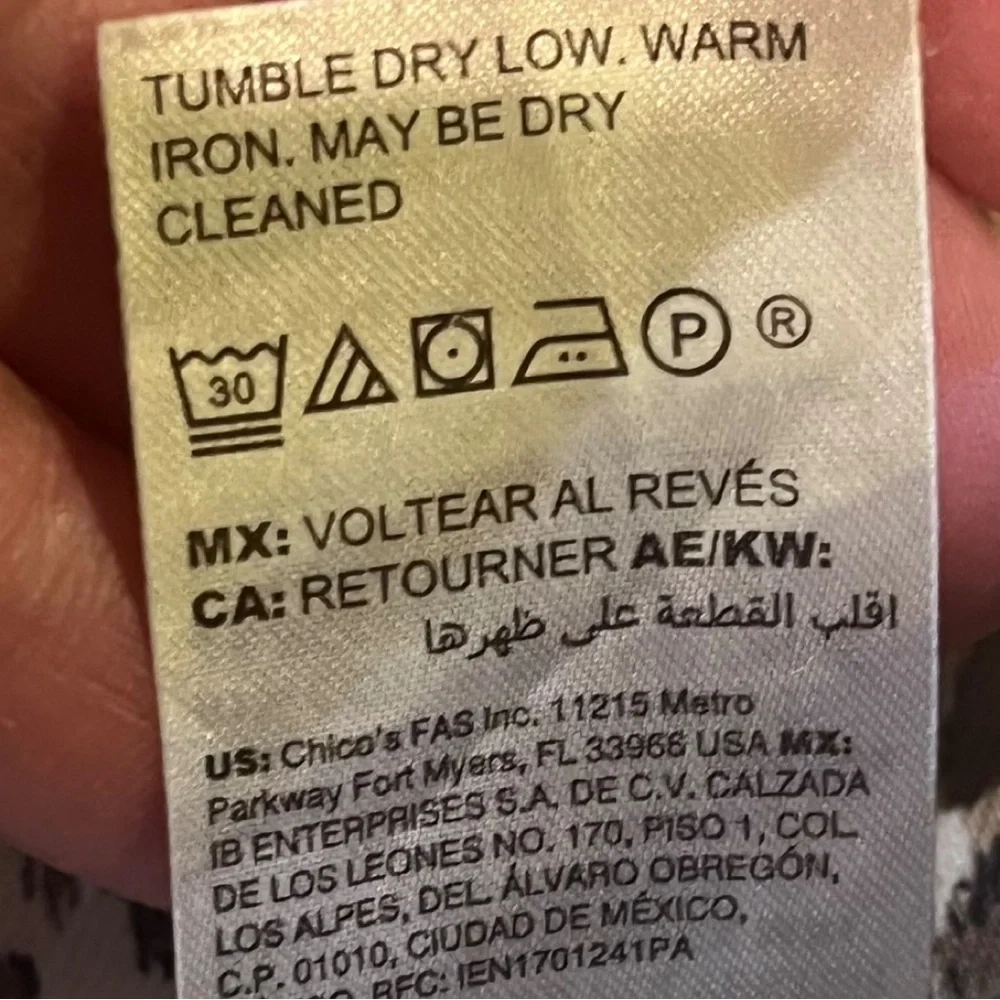 TUMBLE DRY LOW. WARM
IRON. MAY BE DRY
CLEANED
30 P ®
MX: VOLTEAR AL REVÉS
CA: RETOURNER AE/KW:
اقلب القطعة على ظهرها
US: Chico's FAS Inc. 11215 Metro
Parkway Fort Myers, FL 33966 USA MX:
IB ENTERPRISES S.A. DE C.V. CALZADA
DE LOS LEONES NO. 170, PISO 1, COL
LOS ALPES, DEL. ÁLVARO OBREGÓN,
C.P. 01010, CIUDAD DE MÉXICO,
RFC: IEN1701241PA